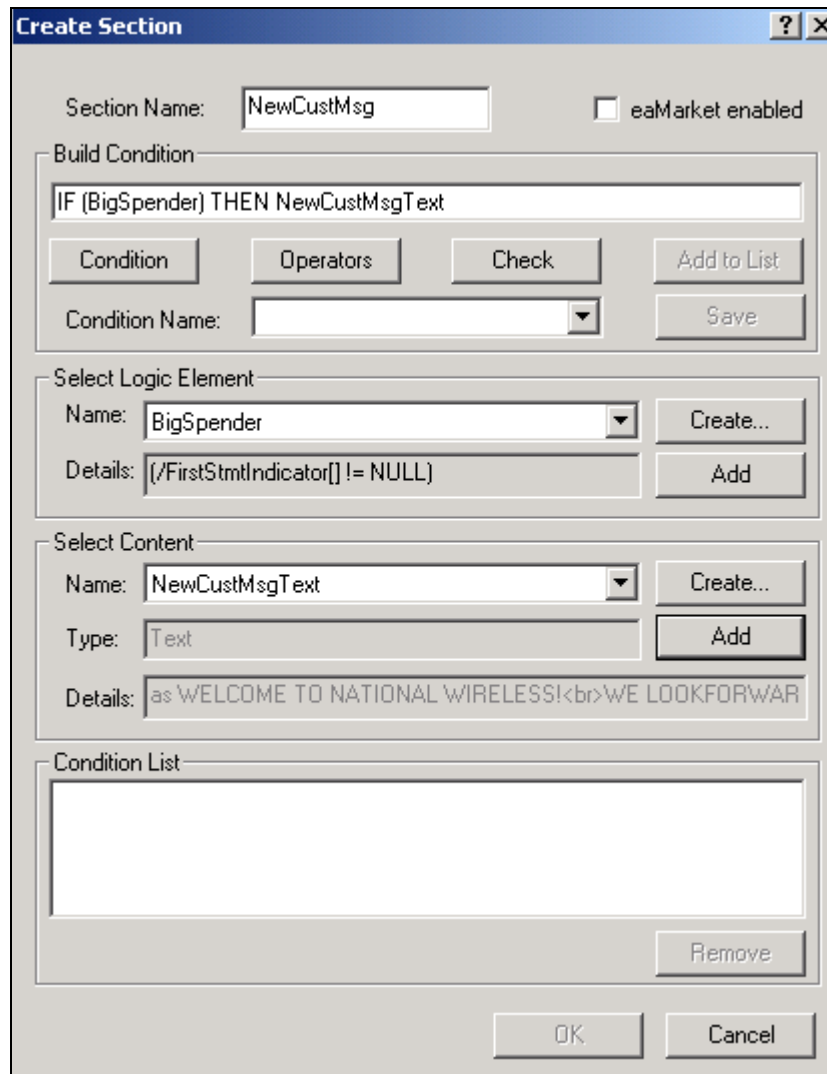 Create Section
Section Name: NewCustMsg eaMarket enabled
Build Condition
IF (BigSpender) THEN NewCustMsgText
Condition Operators Check Add to List
Condition Name: Save
Select Logic Element
Name: BigSpender Create...
Details: (/FirstStmtIndicator[] != NULL) Add
Select Content
Name: NewCustMsgText Create...
Type: Text Add
Details: as WELCOME TO NATIONAL WIRELESS!<br>WE LOOKFORWAR
Condition List
Remove
OK Cancel